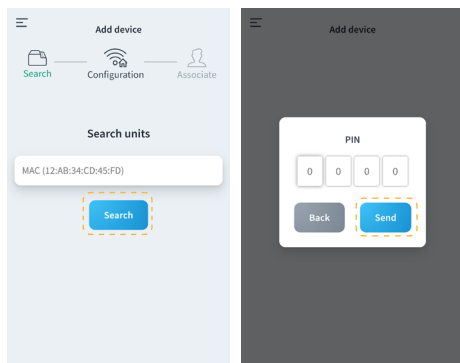 Add device
Search Configuration Associate
Search units
MAC (12:AB:34:CD:45:FD)
Search
Add device
PIN
0 0 0 0
Back Send